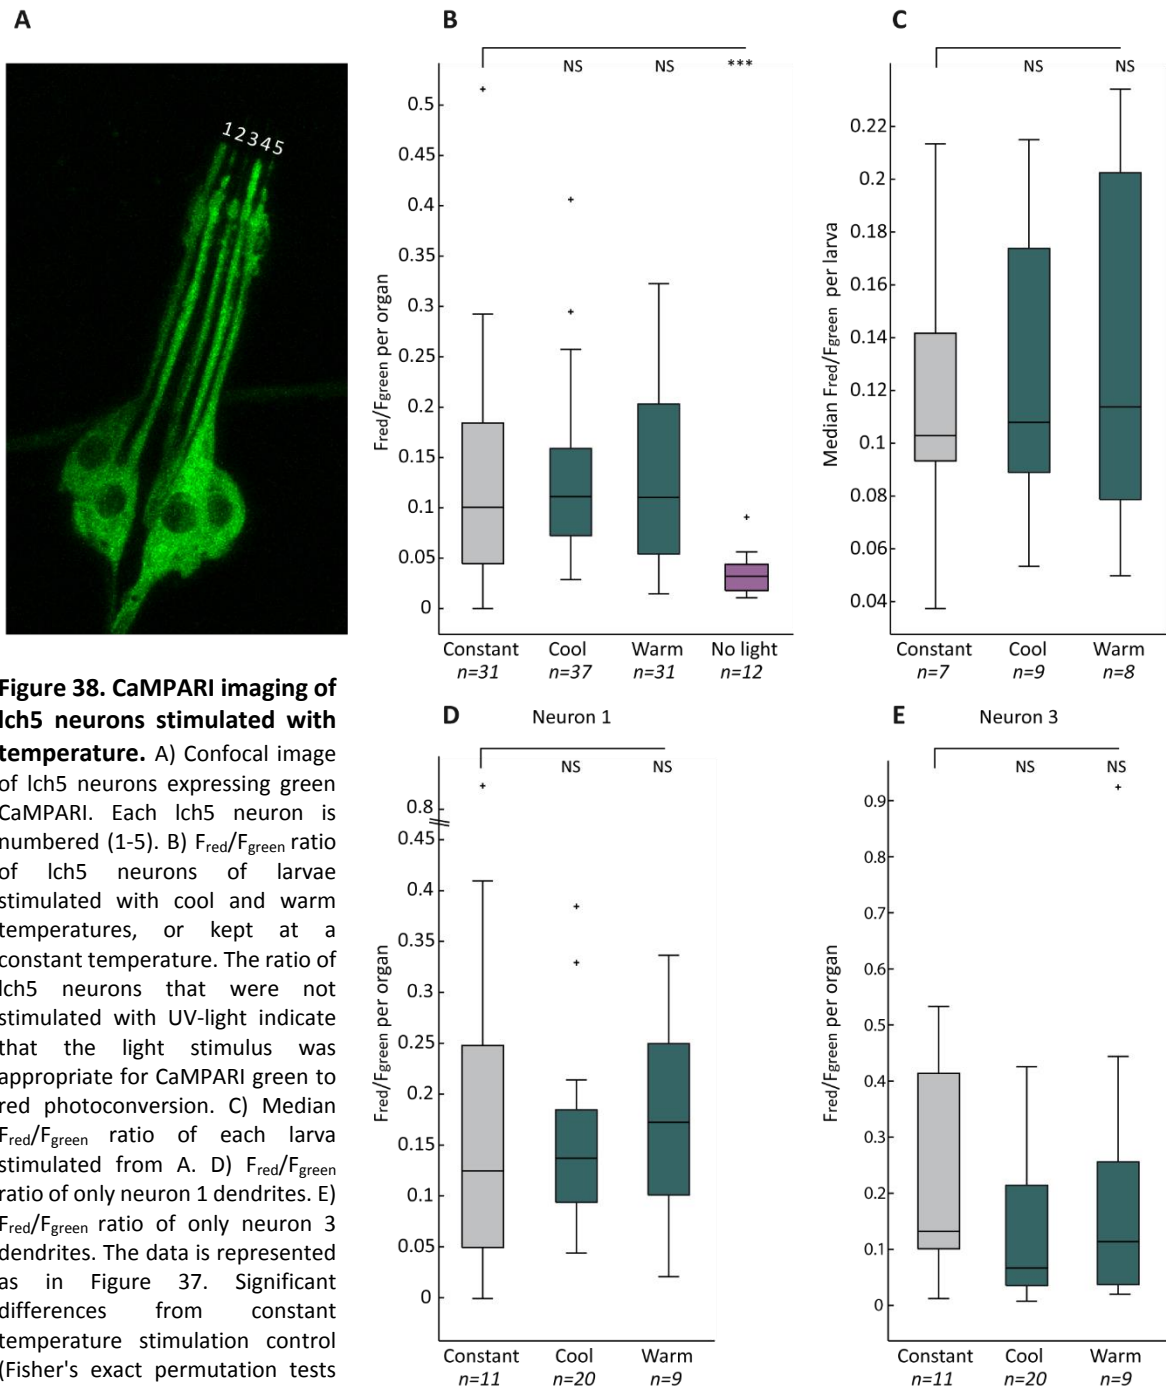 A
12345
B
NS NS ***
0.5
0.45
0.4
0.35
0.3
0.25
0.2
0.15
0.1
0.05
0
Fred/Fgreen per organ
Constant Cool Warm No light
n=31 n=37 n=31 n=12
C
NS NS
0.22
0.2
0.18
0.16
0.14
0.12
0.1
0.08
0.06
0.04
Median Fred/Fgreen per larva
Constant Cool Warm
n=7 n=9 n=8
Figure 38. CaMPARI imaging of
lch5 neurons stimulated with
temperature. A) Confocal image
of lch5 neurons expressing green
CaMPARI. Each lch5 neuron is
numbered (1-5). B) Fred/Fgreen ratio
of lch5 neurons of larvae
stimulated with cool and warm
temperatures, or kept at a
constant temperature. The ratio of
lch5 neurons that were not
stimulated with UV-light indicate
that the light stimulus was
appropriate for CaMPARI green to
red photoconversion. C) Median
Fred/Fgreen ratio of each larva
stimulated from A. D) Fred/Fgreen
ratio of only neuron 1 dendrites. E)
Fred/Fgreen ratio of only neuron 3
dendrites. The data is represented
as in Figure 37. Significant
differences from constant
temperature stimulation control
(Fisher's exact permutation tests
D Neuron 1
NS NS
0.8
0.45
0.4
0.35
0.3
0.25
0.2
0.15
0.1
0.05
0
Fred/Fgreen per organ
Constant Cool Warm
n=11 n=20 n=9
E Neuron 3
NS NS
0.9
0.8
0.7
0.6
0.5
0.4
0.3
0.2
0.1
0
Fred/Fgreen per organ
Constant Cool Warm
n=11 n=20 n=9